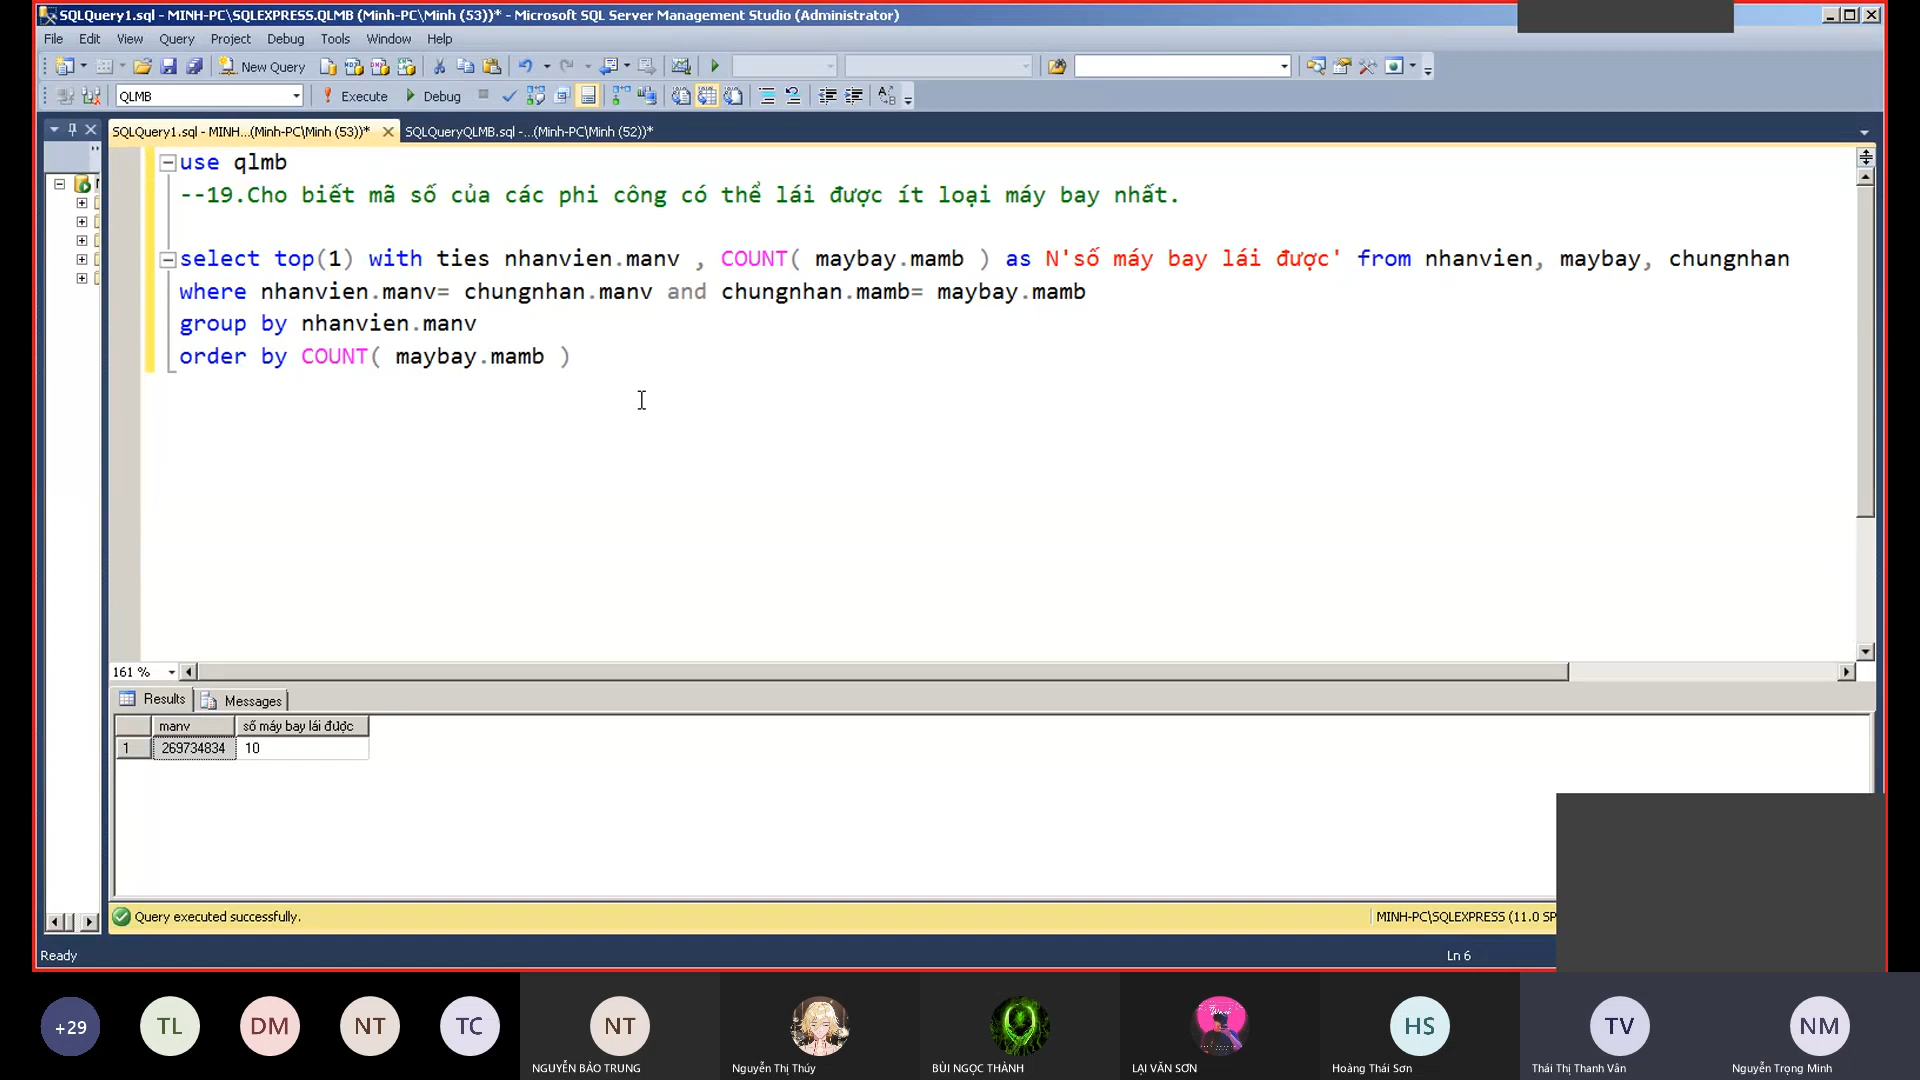 SQLQuery1.sql - MINH-PC\SQLEXPRESS.QLMB (Minh-PC\Minh (53))* - Microsoft SQL Server Management Studio (Administrator)
File Edit View Query Project Debug Tools Window Help
New Query
QLMB Execute Debug
SQLQuery1.sql - MINH...(Minh-PC\Minh (53))* SQLQueryQLMB.sql -...(Minh-PC\Minh (52))*
use qlmb
--19.Cho biết mã số của các phi công có thể lái được ít loại máy bay nhất.
select top(1) with ties nhanvien.manv , COUNT( maybay.mamb ) as N'số máy bay lái được' from nhanvien, maybay, chungnhan
where nhanvien.manv= chungnhan.manv and chungnhan.mamb= maybay.mamb
group by nhanvien.manv
order by COUNT( maybay.mamb )
161 %
Results Messages
manv số máy bay lái được
1 269734834 10
Query executed successfully. MINH-PC\SQLEXPRESS (11.0 SP
Ready Ln 6
+29 TL DM NT TC NT HS TV NM
NGUYỄN BẢO TRUNG Nguyễn Thị Thúy BÙI NGỌC THÀNH LẠI VĂN SƠN Hoàng Thái Sơn Thái Thị Thanh Vân Nguyễn Trọng Minh